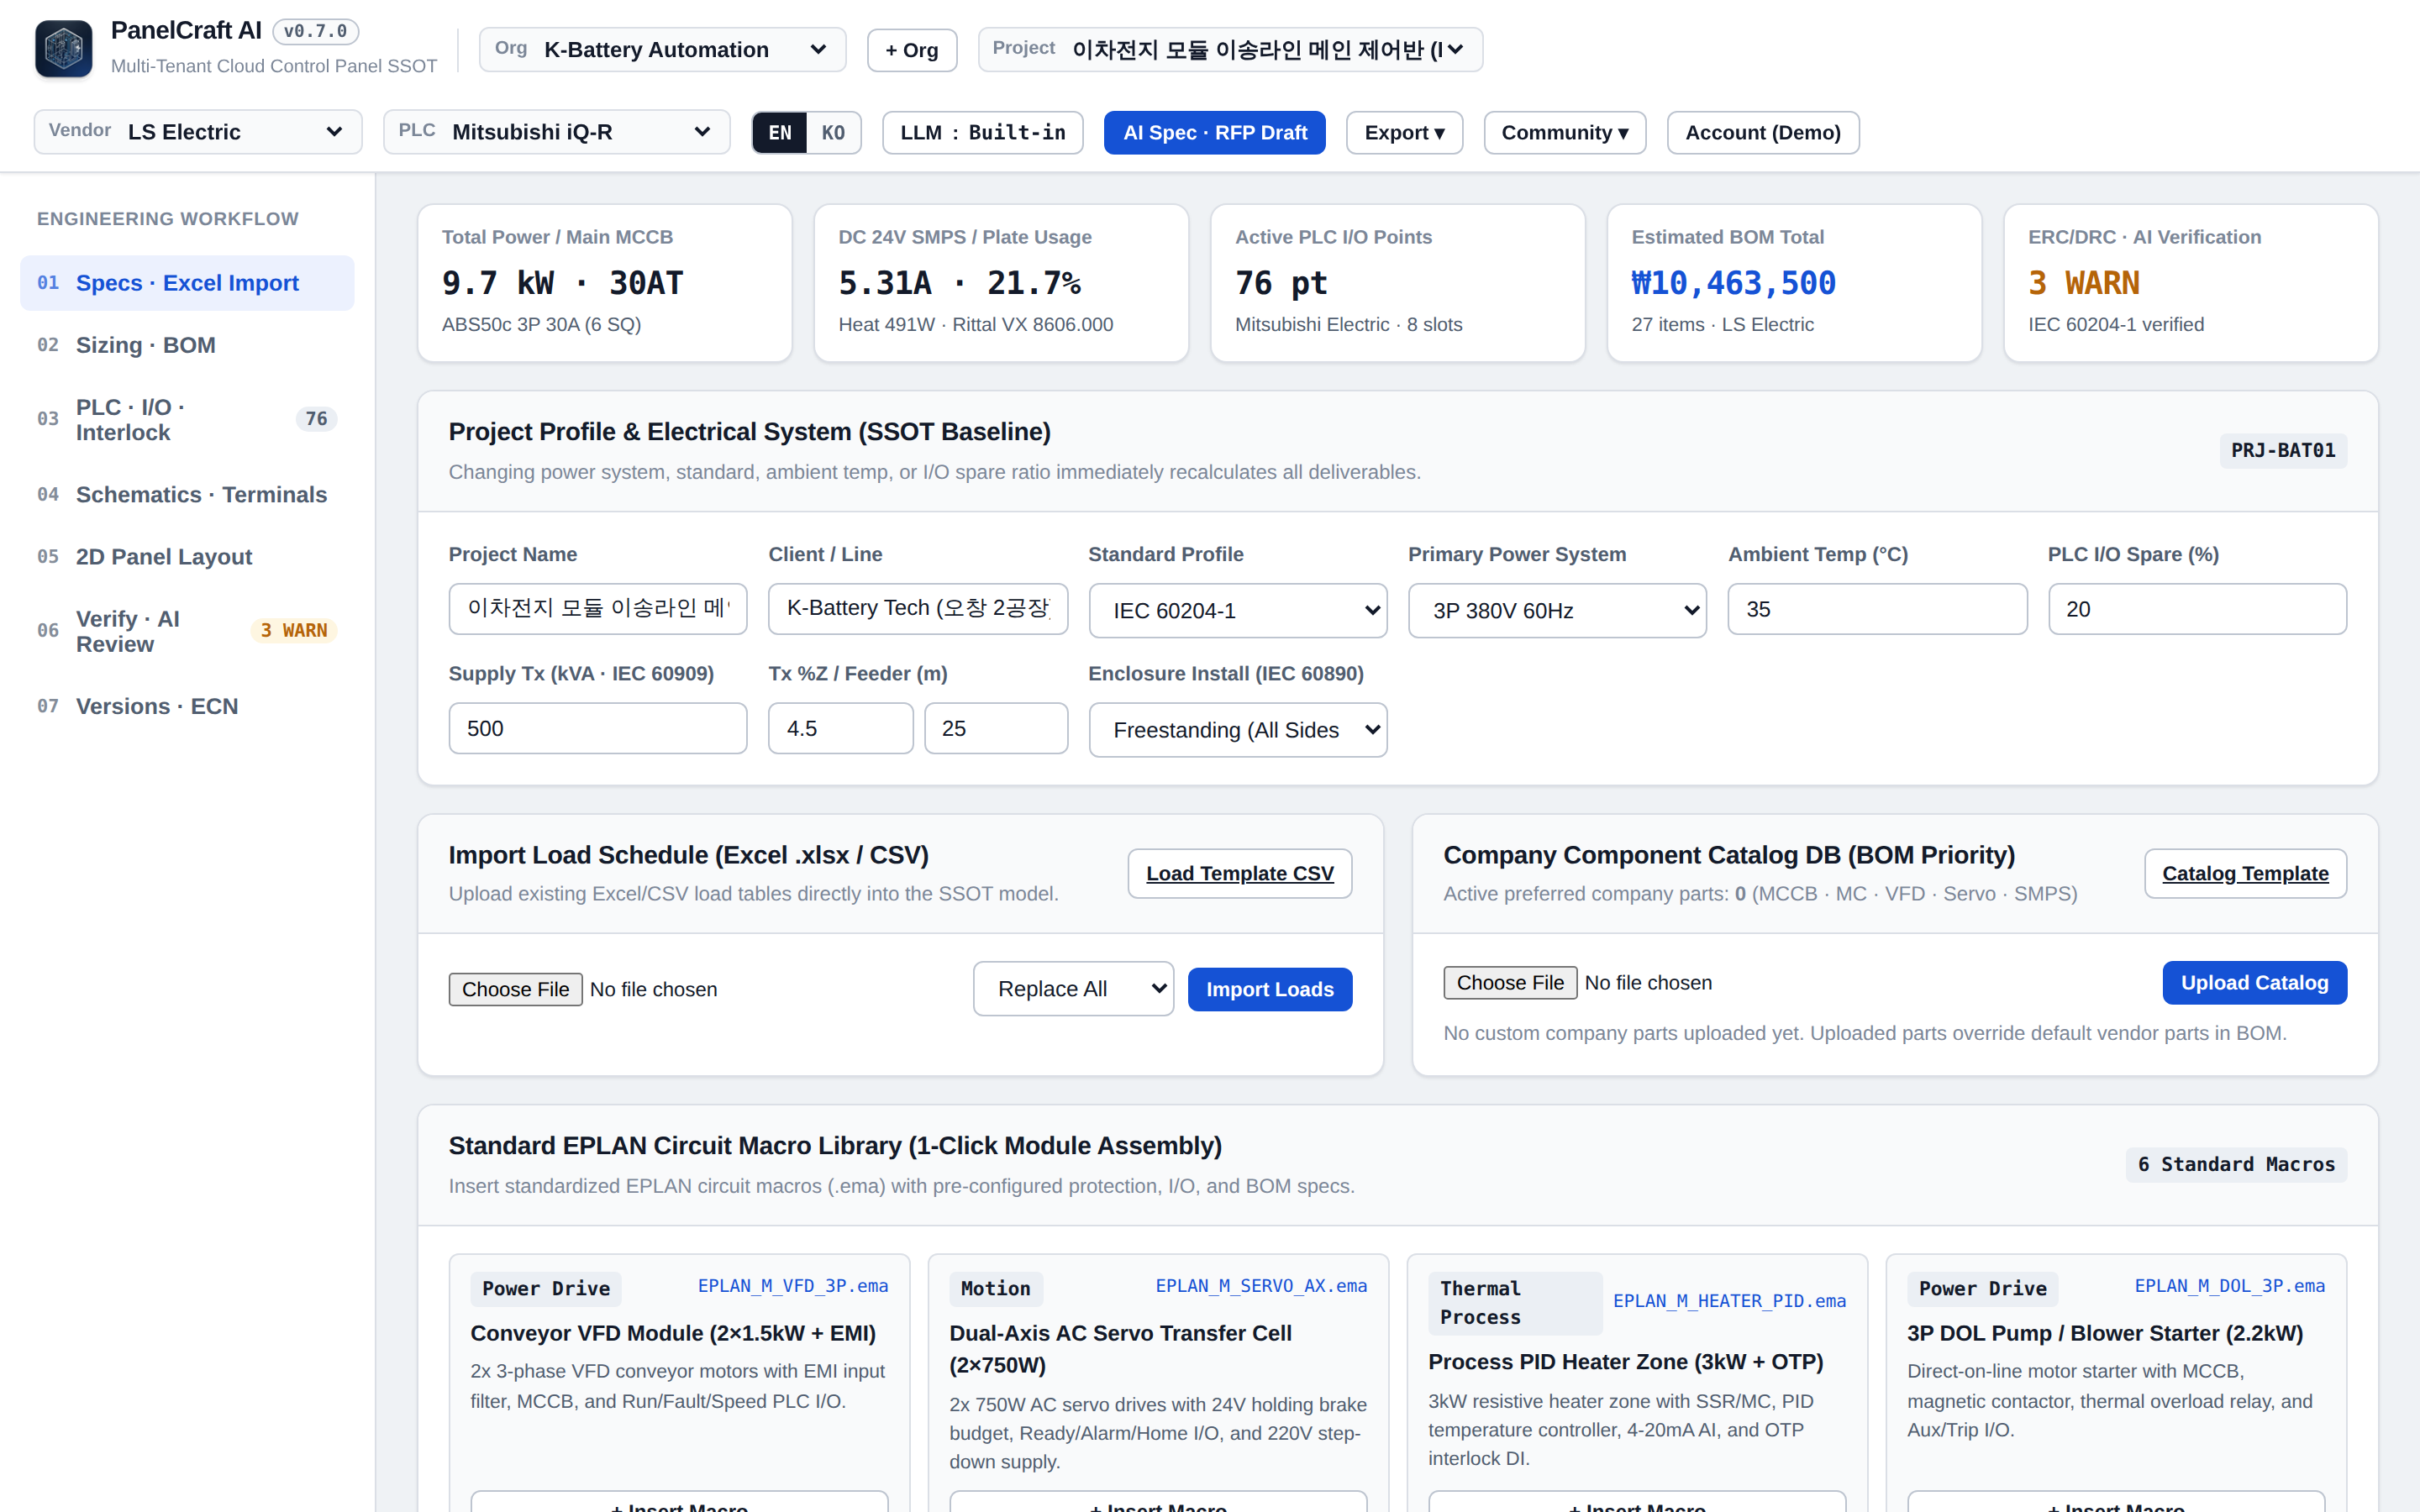 PanelCraft AI v0.7.0
Multi-Tenant Cloud Control Panel SSOT
Org K-Battery Automation
+ Org
Project 이차전지 모듈 이송라인 메인 제어반 (I
Vendor LS Electric
PLC Mitsubishi iQ-R
EN KO
LLM : Built-in
AI Spec · RFP Draft
Export ▾
Community ▾
Account (Demo)
ENGINEERING WORKFLOW
01 Specs · Excel Import
02 Sizing · BOM
03 PLC · I/O · Interlock 76
04 Schematics · Terminals
05 2D Panel Layout
06 Verify · AI Review 3 WARN
07 Versions · ECN
Total Power / Main MCCB
9.7 kW · 30AT
ABS50c 3P 30A (6 SQ)
DC 24V SMPS / Plate Usage
5.31A · 21.7%
Heat 491W · Rittal VX 8606.000
Active PLC I/O Points
76 pt
Mitsubishi Electric · 8 slots
Estimated BOM Total
₩10,463,500
27 items · LS Electric
ERC/DRC · AI Verification
3 WARN
IEC 60204-1 verified
Project Profile & Electrical System (SSOT Baseline)
Changing power system, standard, ambient temp, or I/O spare ratio immediately recalculates all deliverables.
PRJ-BAT01
Project Name
이차전지 모듈 이송라인 메
Client / Line
K-Battery Tech (오창 2공장)
Standard Profile
IEC 60204-1
Primary Power System
3P 380V 60Hz
Ambient Temp (°C)
35
PLC I/O Spare (%)
20
Supply Tx (kVA · IEC 60909)
500
Tx %Z / Feeder (m)
4.5 25
Enclosure Install (IEC 60890)
Freestanding (All Sides
Import Load Schedule (Excel .xlsx / CSV)
Upload existing Excel/CSV load tables directly into the SSOT model.
Load Template CSV
Choose File No file chosen
Replace All
Import Loads
Company Component Catalog DB (BOM Priority)
Active preferred company parts: 0 (MCCB · MC · VFD · Servo · SMPS)
Catalog Template
Choose File No file chosen
Upload Catalog
No custom company parts uploaded yet. Uploaded parts override default vendor parts in BOM.
Standard EPLAN Circuit Macro Library (1-Click Module Assembly)
Insert standardized EPLAN circuit macros (.ema) with pre-configured protection, I/O, and BOM specs.
6 Standard Macros
Power Drive EPLAN_M_VFD_3P.ema
Conveyor VFD Module (2×1.5kW + EMI)
2x 3-phase VFD conveyor motors with EMI input
filter, MCCB, and Run/Fault/Speed PLC I/O.
+ Insert Macro
Motion EPLAN_M_SERVO_AX.ema
Dual-Axis AC Servo Transfer Cell
(2×750W)
2x 750W AC servo drives with 24V holding brake
budget, Ready/Alarm/Home I/O, and 220V step-
down supply.
+ Insert Macro
Thermal
Process EPLAN_M_HEATER_PID.ema
Process PID Heater Zone (3kW + OTP)
3kW resistive heater zone with SSR/MC, PID
temperature controller, 4-20mA AI, and OTP
interlock DI.
+ Insert Macro
Power Drive EPLAN_M_DOL_3P.ema
3P DOL Pump / Blower Starter (2.2kW)
Direct-on-line motor starter with MCCB,
magnetic contactor, thermal overload relay, and
Aux/Trip I/O.
+ Insert Macro